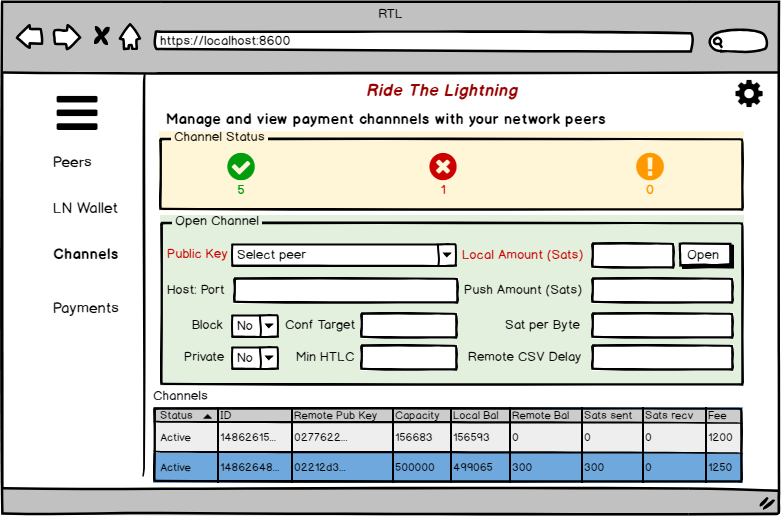 RTL
https://localhost:8600
Ride The Lightning
Manage and view payment channnels with your network peers
Peers
LN Wallet
Channels
Payments
Channel Status
5 1 0
Open Channel
Public Key Select peer Local Amount (Sats) Open
Host: Port Push Amount (Sats)
Block No Conf Target Sat per Byte
Private No Min HTLC Remote CSV Delay
Channels
Status ID Remote Pub Key Capacity Local Bal Remote Bal Sats sent Sats recv Fee
Active 14862615... 0277622... 156683 156593 0 0 0 1200
Active 14862648... 02212d3... 500000 499065 300 300 0 1250